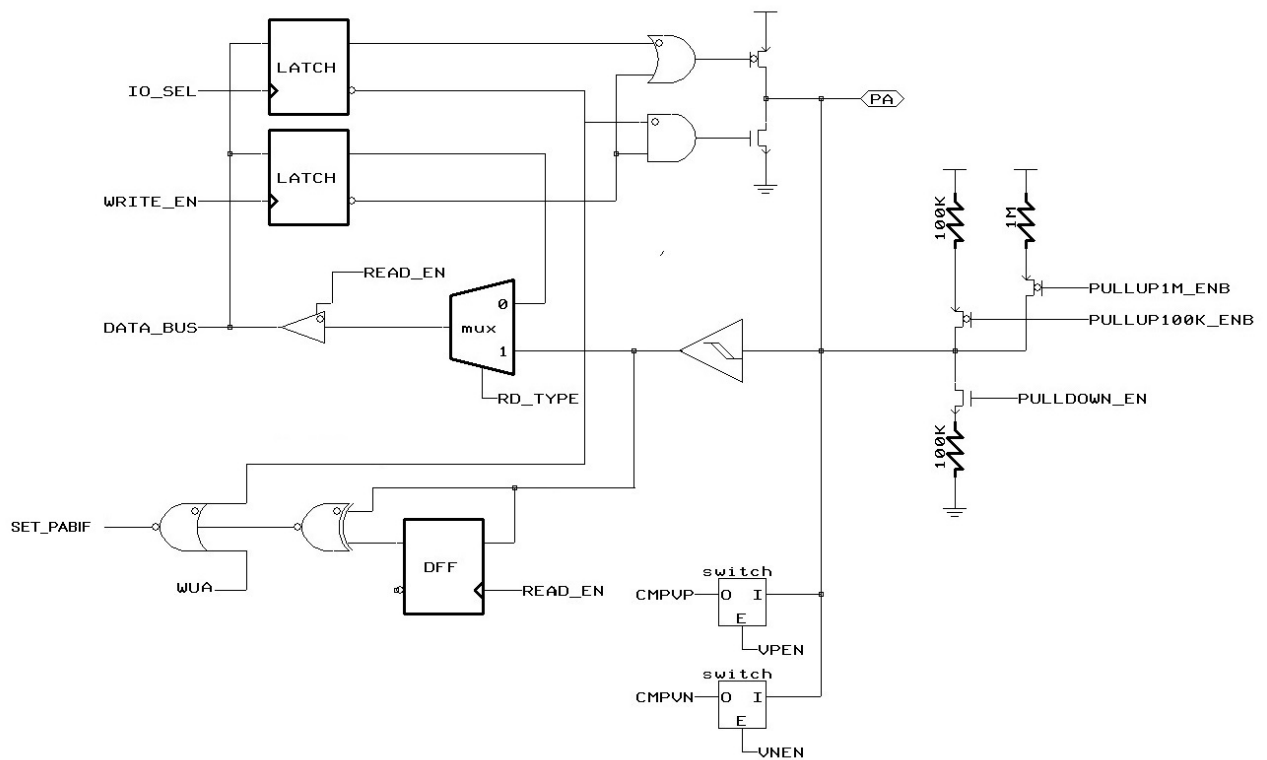 LATCH
IO_SEL
PA
LATCH
WRITE_EN
100K
1M
READ_EN
PULLUP1M_ENB
0
PULLUP100K_ENB
DATA_BUS
mux
1
RD_TYPE
PULLDOWN_EN
100K
SET_PABIF
DFF
switch
WUA
READ_EN
CMPVP
O I
E
VPEN
switch
CMPVN
O I
E
VNEN